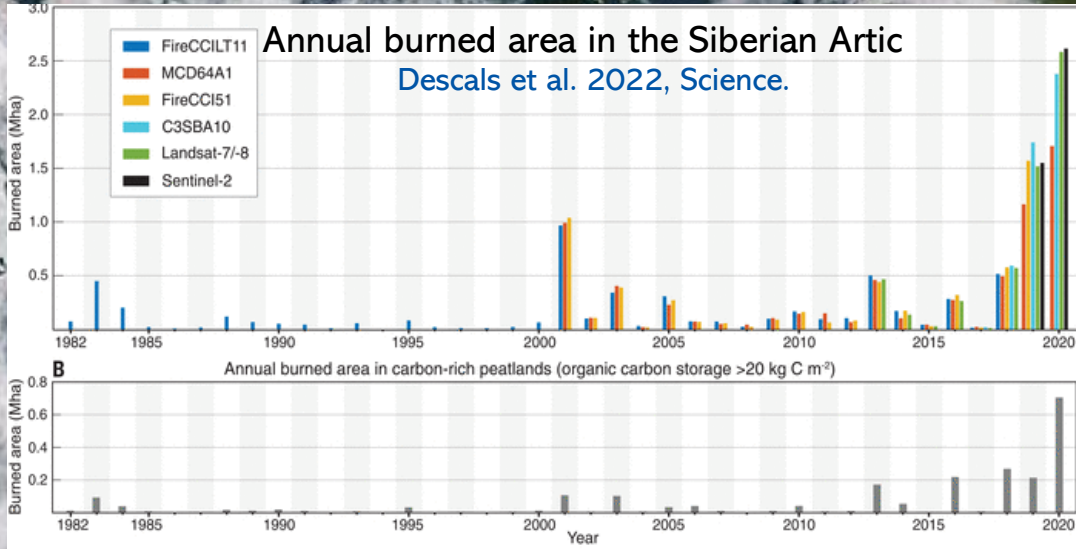 Annual burned area in the Siberian Artic
Descals et al. 2022, Science.
FireCCILT11
MCD64A1
FireCCI51
C3SBA10
Landsat-7/-8
Sentinel-2
Burned area (Mha)
3.0
2.5
2.0
1.5
1.0
0.5
1982 1985 1990 1995 2000 2005 2010 2015 2020
B Annual burned area in carbon-rich peatlands (organic carbon storage >20 kg C m⁻²)
Burned area (Mha)
0.8
0.6
0.4
0.2
1982 1985 1990 1995 2000 2005 2010 2015 2020
Year